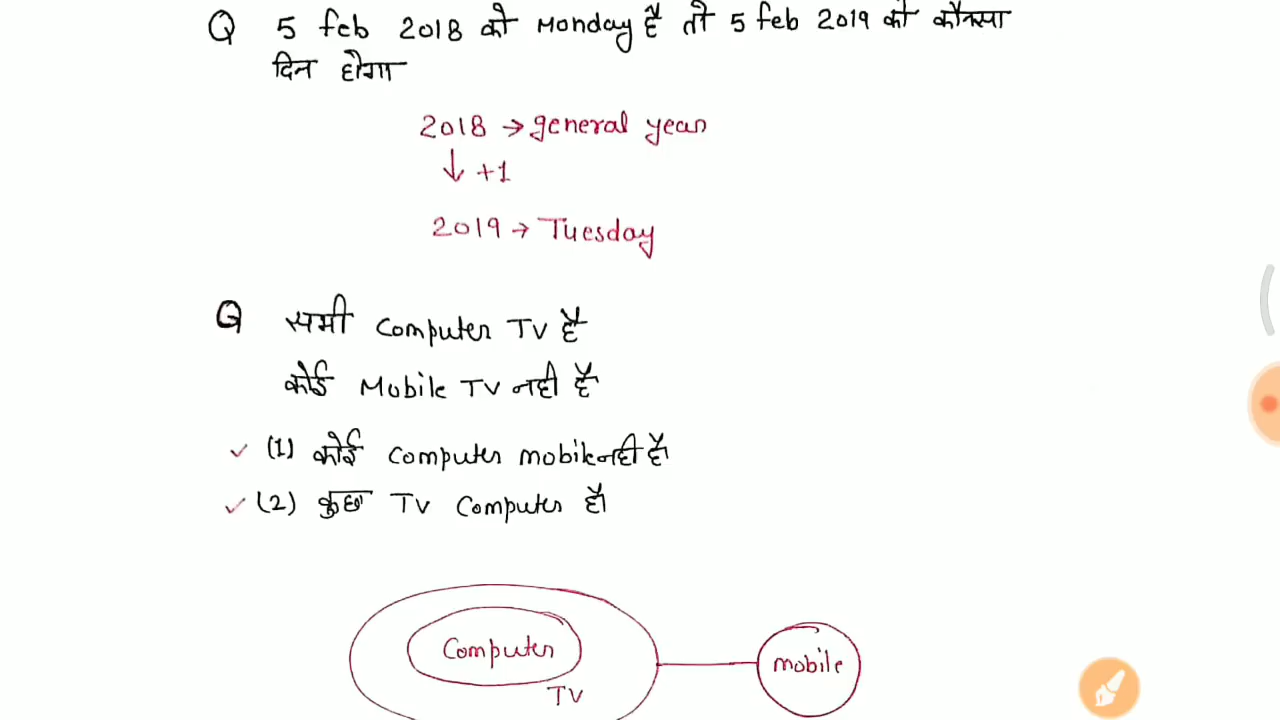 Q 5 feb 2018 को Monday है तो 5 feb 2019 को कौनसा
दिन होगा
2018 → general year
↓ +1
2019 → Tuesday
Q सभी Computer TV है
कोई Mobile TV नही है
✓ (1) कोई Computer mobile नही है।
✓ (2) कुछ TV Computer है।
Computer
TV
mobile